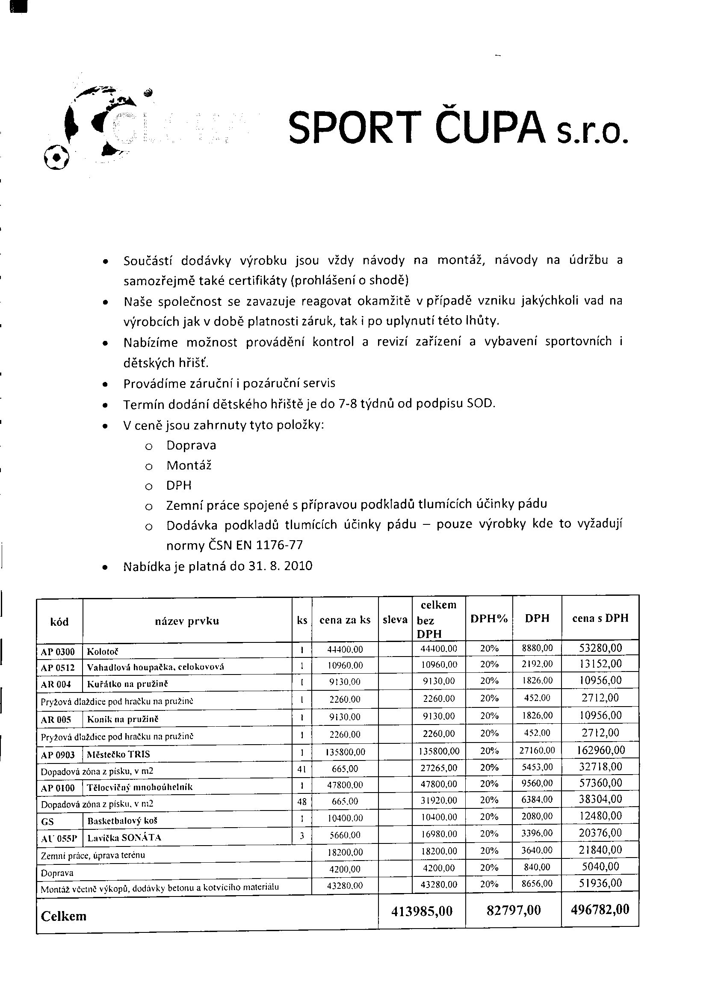 SPORT ČUPA s.r.o.
• Součástí dodávky výrobku jsou vždy návody na montáž, návody na údržbu a
samozřejmě také certifikáty (prohlášení o shodě)
• Naše společnost se zavazuje reagovat okamžitě v případě vzniku jakýchkoli vad na
výrobcích jak v době platnosti záruk, tak i po uplynutí této lhůty.
• Nabízíme možnost provádění kontrol a revizí zařízení a vybavení sportovních i
dětských hřišť.
• Provádíme záruční i pozáruční servis
• Termín dodání dětského hřiště je do 7-8 týdnů od podpisu SOD.
• V ceně jsou zahrnuty tyto položky:
o Doprava
o Montáž
o DPH
o Zemní práce spojené s přípravou podkladů tlumících účinky pádu
o Dodávka podkladů tlumících účinky pádu – pouze výrobky kde to vyžadují
normy ČSN EN 1176-77
• Nabídka je platná do 31. 8. 2010
kód název prvku ks cena za ks sleva celkem bez DPH DPH% DPH cena s DPH
AP 0300 Kolotoč 1 44400,00 44400,00 20% 8880,00 53280,00
AP 0512 Vahadlová houpačka, celokovová 1 10960,00 10960,00 20% 2192,00 13152,00
AR 004 Kuřátko na pružině 1 9130,00 9130,00 20% 1826,00 10956,00
Pryžová dlaždice pod hračku na pružině 1 2260,00 2260,00 20% 452,00 2712,00
AR 005 Koník na pružině 1 9130,00 9130,00 20% 1826,00 10956,00
Pryžová dlaždice pod hračku na pružině 1 2260,00 2260,00 20% 452,00 2712,00
AP 0903 Městečko TRIS 1 135800,00 135800,00 20% 27160,00 162960,00
Dopadová zóna z písku, v m2 41 665,00 27265,00 20% 5453,00 32718,00
AP 0100 Tělocvičný mnohoúhelník 1 47800,00 47800,00 20% 9560,00 57360,00
Dopadová zóna z písku, v m2 48 665,00 31920,00 20% 6384,00 38304,00
GS Basketbalový koš 1 10400,00 10400,00 20% 2080,00 12480,00
AU 055P Lavička SONÁTA 3 5660,00 16980,00 20% 3396,00 20376,00
Zemní práce, úprava terénu 18200,00 18200,00 20% 3640,00 21840,00
Doprava 4200,00 4200,00 20% 840,00 5040,00
Montáž včetně výkopů, dodávky betonu a kotvícího materiálu 43280,00 43280,00 20% 8656,00 51936,00
Celkem 413985,00 82797,00 496782,00